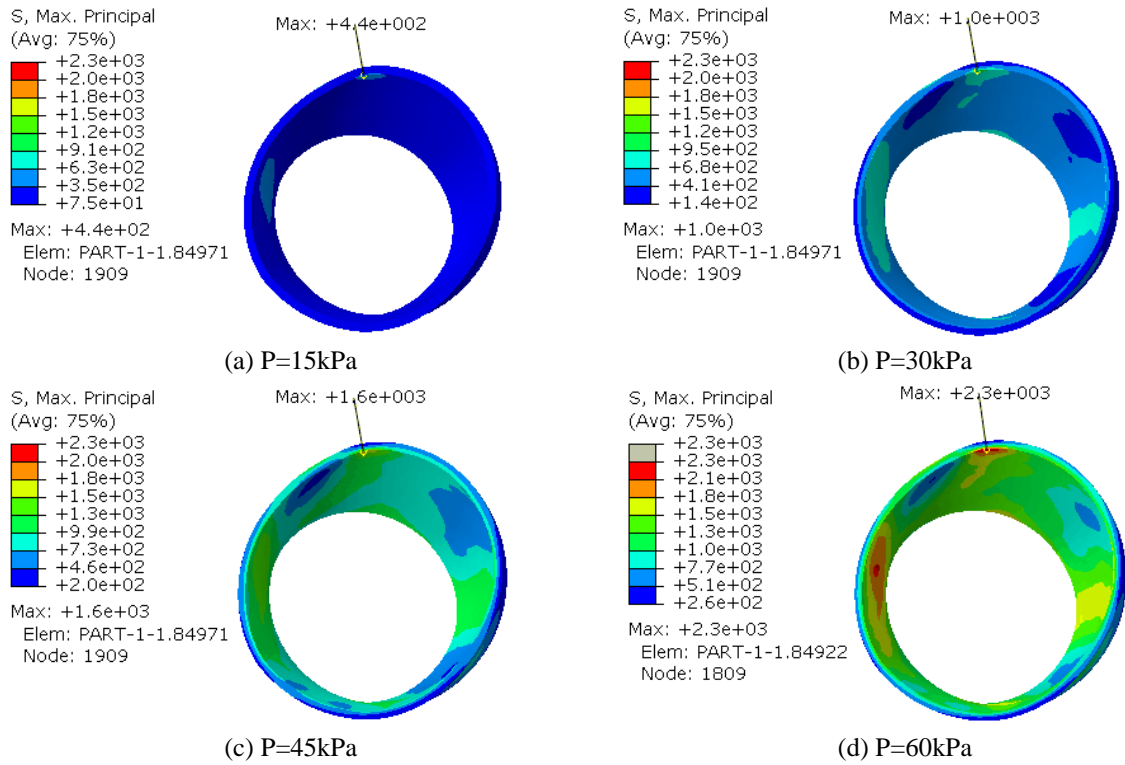 S, Max. Principal
(Avg: 75%)
+2.3e+03
+2.0e+03
+1.8e+03
+1.5e+03
+1.2e+03
+9.1e+02
+6.3e+02
+3.5e+02
+7.5e+01
Max: +4.4e+02
Elem: PART-1-1.84971
Node: 1909
Max: +4.4e+002
(a) P=15kPa
S, Max. Principal
(Avg: 75%)
+2.3e+03
+2.0e+03
+1.8e+03
+1.5e+03
+1.2e+03
+9.5e+02
+6.8e+02
+4.1e+02
+1.4e+02
Max: +1.0e+03
Elem: PART-1-1.84971
Node: 1909
Max: +1.0e+003
(b) P=30kPa
S, Max. Principal
(Avg: 75%)
+2.3e+03
+2.0e+03
+1.8e+03
+1.5e+03
+1.3e+03
+9.9e+02
+7.3e+02
+4.6e+02
+2.0e+02
Max: +1.6e+03
Elem: PART-1-1.84971
Node: 1909
Max: +1.6e+003
(c) P=45kPa
S, Max. Principal
(Avg: 75%)
+2.3e+03
+2.3e+03
+2.1e+03
+1.8e+03
+1.5e+03
+1.3e+03
+1.0e+03
+7.7e+02
+5.1e+02
+2.6e+02
Max: +2.3e+03
Elem: PART-1-1.84922
Node: 1809
Max: +2.3e+003
(d) P=60kPa